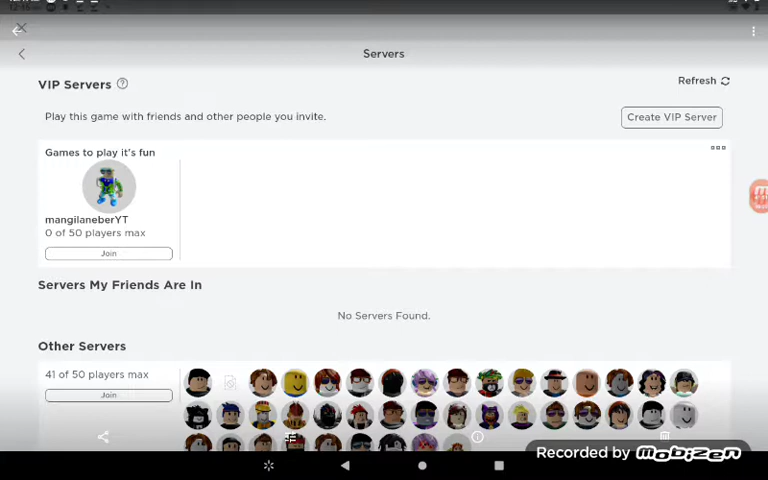 Servers
VIP Servers
Refresh
Play this game with friends and other people you invite.
Create VIP Server
Games to play it's fun
mangilaneberYT
0 of 50 players max
Join
Servers My Friends Are In
No Servers Found.
Other Servers
41 of 50 players max
Join
Recorded by Mobizen